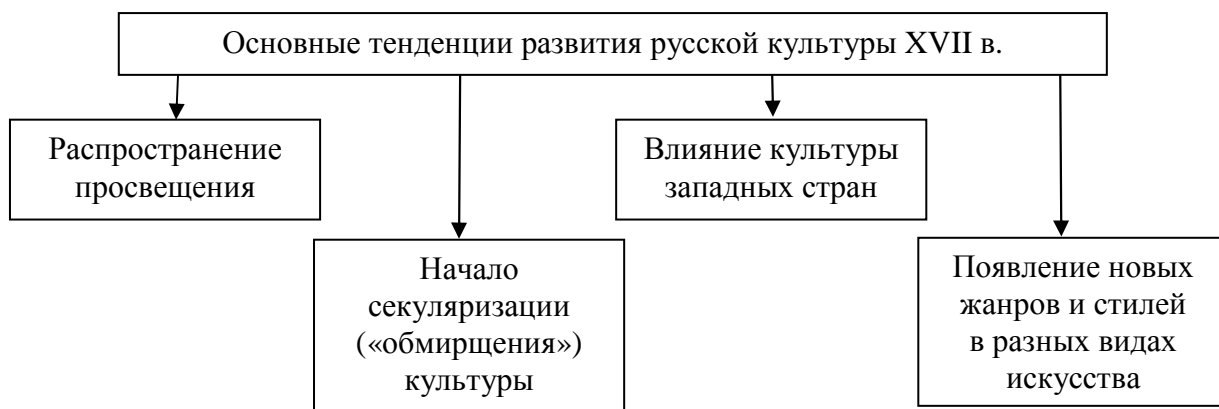 Основные тенденции развития русской культуры XVII в.
Распространение
просвещения
Начало
секуляризации
(«обмирщения»)
культуры
Влияние культуры
западных стран
Появление новых
жанров и стилей
в разных видах
искусства